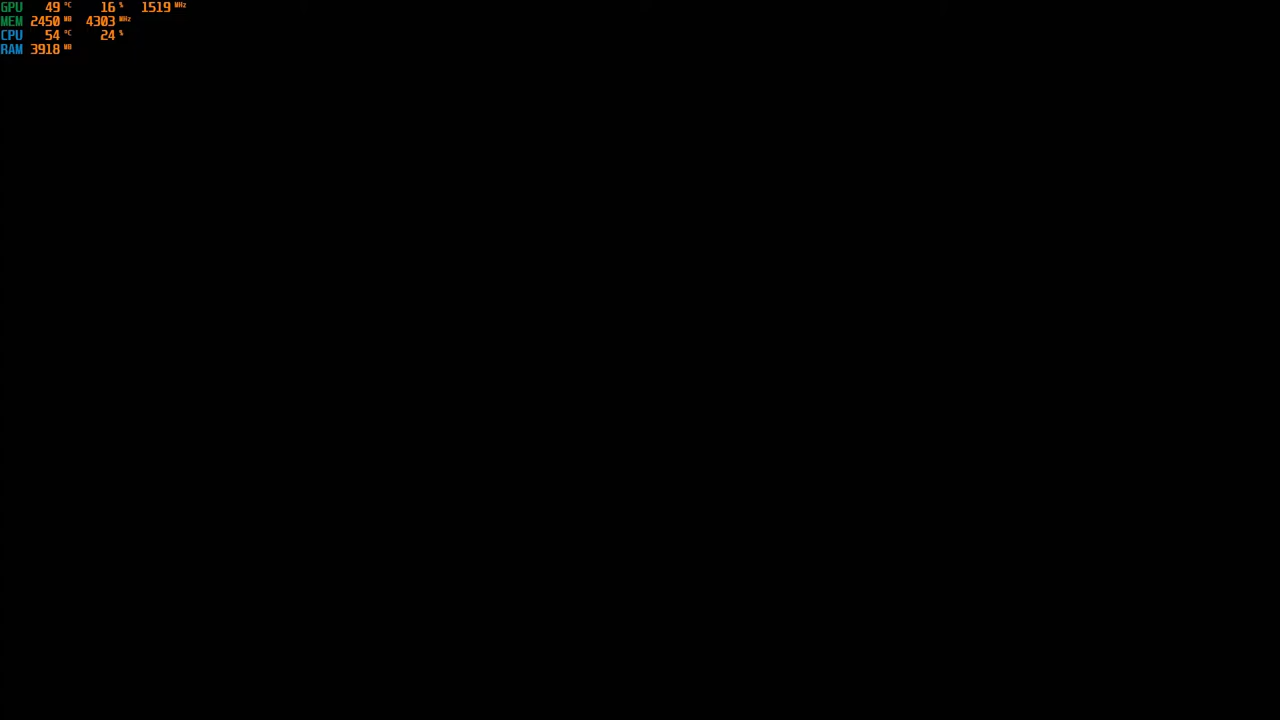 GPU 49 °C 16 % 1519 MHz
MEM 2450 MB 4303 MHz
CPU 54 °C 24 %
RAM 3918 MB